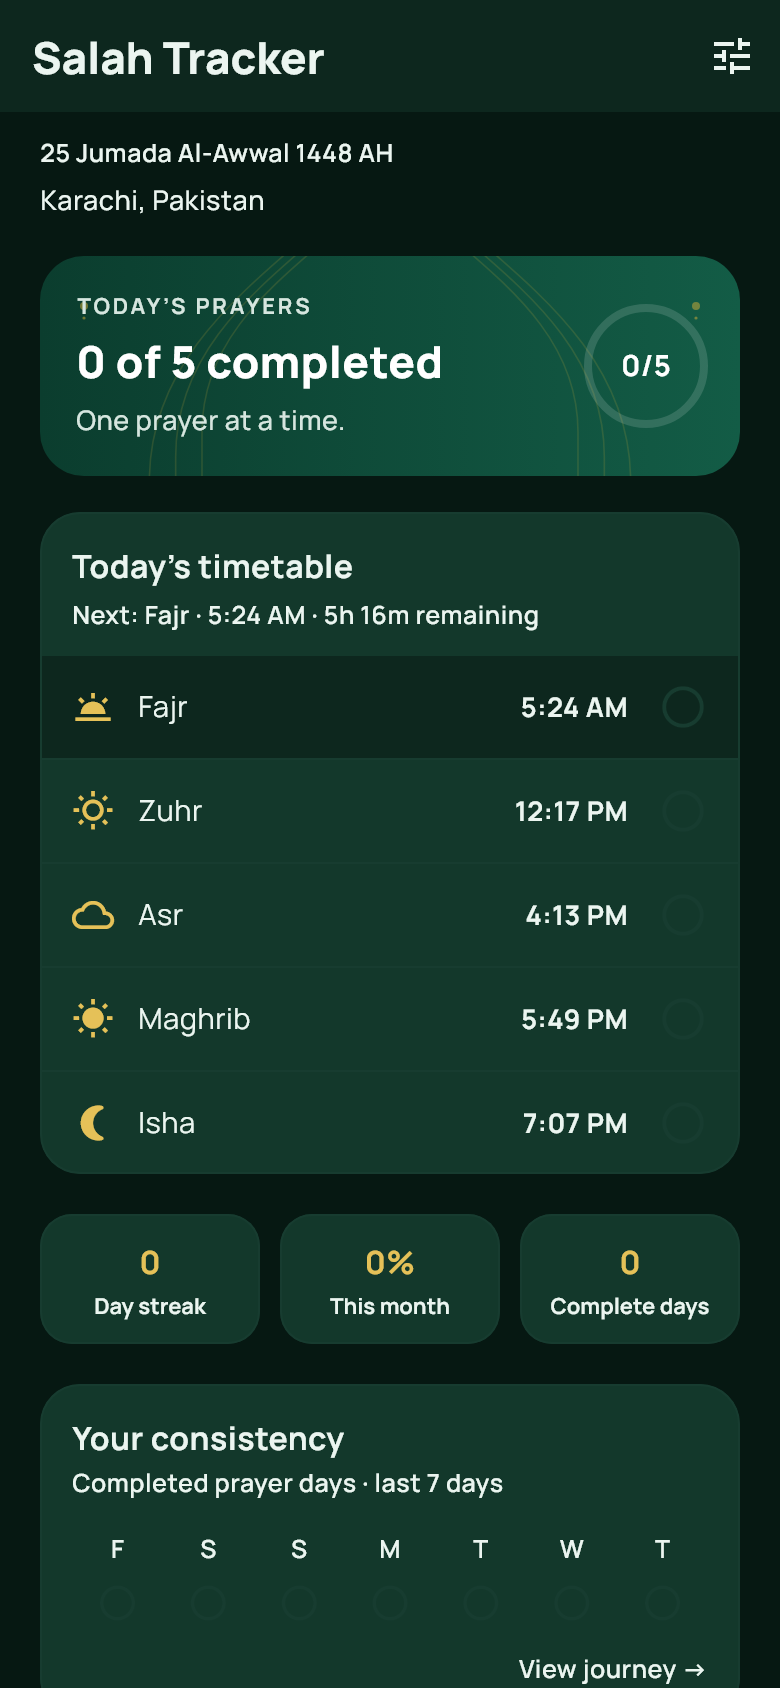 Salah Tracker
25 Jumada Al-Awwal 1448 AH
Karachi, Pakistan
TODAY'S PRAYERS
0 of 5 completed
0/5
One prayer at a time.
Today's timetable
Next: Fajr · 5:24 AM · 5h 16m remaining
Fajr 5:24 AM
Zuhr 12:17 PM
Asr 4:13 PM
Maghrib 5:49 PM
Isha 7:07 PM
0 0% 0
Day streak This month Complete days
Your consistency
Completed prayer days · last 7 days
F S S M T W T
View journey →